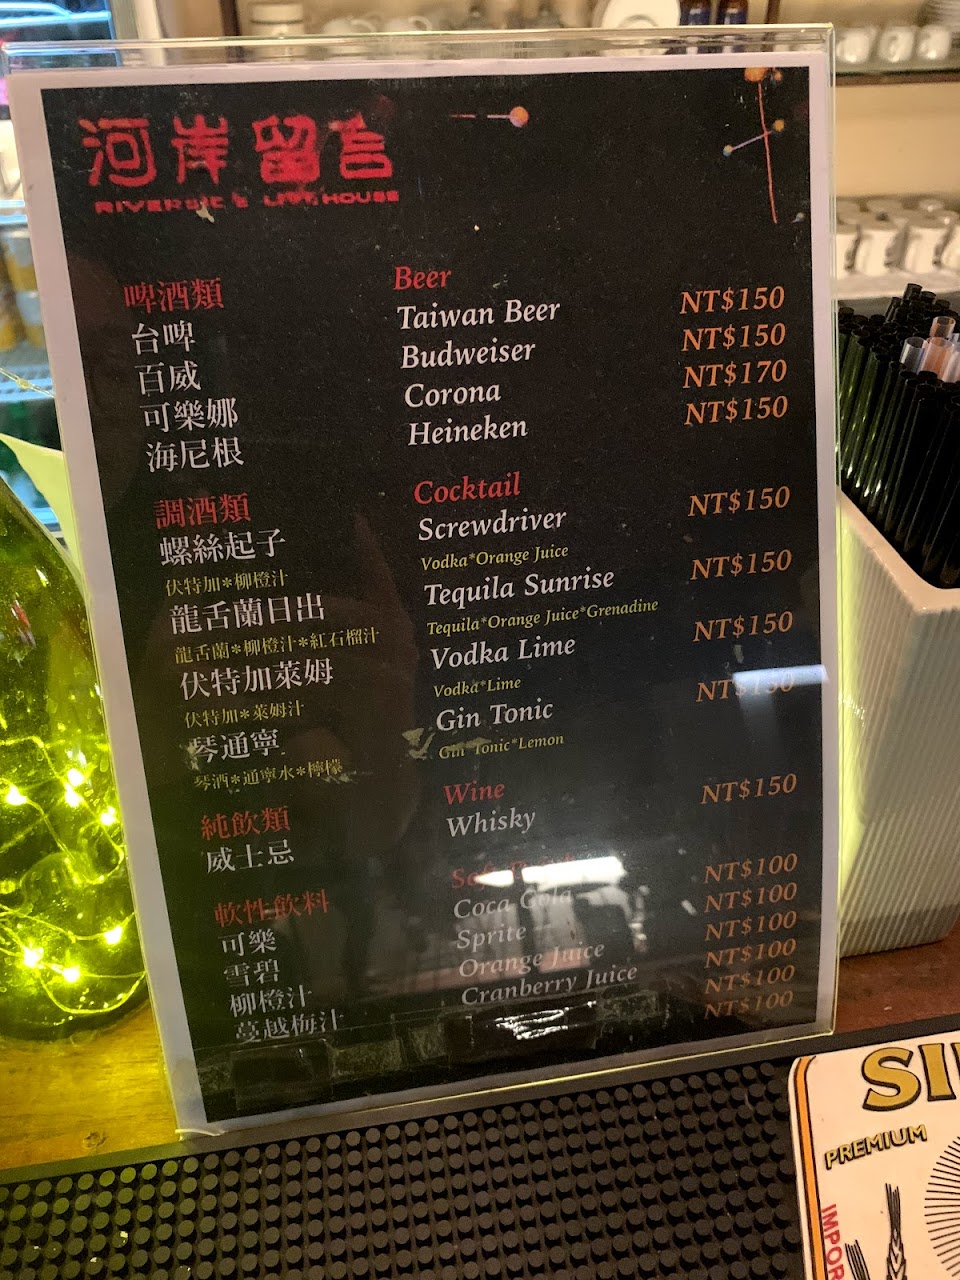 河岸留言
RIVERSIDE LIVE HOUSE
啤酒類 Beer
台啤 Taiwan Beer NT$150
百威 Budweiser NT$150
可樂娜 Corona NT$170
海尼根 Heineken NT$150
調酒類 Cocktail
螺絲起子 Screwdriver NT$150
伏特加*柳橙汁 Vodka*Orange Juice
龍舌蘭日出 Tequila Sunrise NT$150
龍舌蘭*柳橙汁*紅石榴汁 Tequila*Orange Juice*Grenadine
伏特加萊姆 Vodka Lime NT$150
伏特加*萊姆汁 Vodka*Lime
琴通寧 Gin Tonic NT$150
琴酒*通寧水*檸檬 Gin Tonic*Lemon
純飲類 Wine
威士忌 Whisky NT$150
軟性飲料 Soft Drink
可樂 Coca Cola NT$100
雪碧 Sprite NT$100
柳橙汁 Orange Juice NT$100
蔓越梅汁 Cranberry Juice NT$100
NT$100
NT$100
PREMIUM